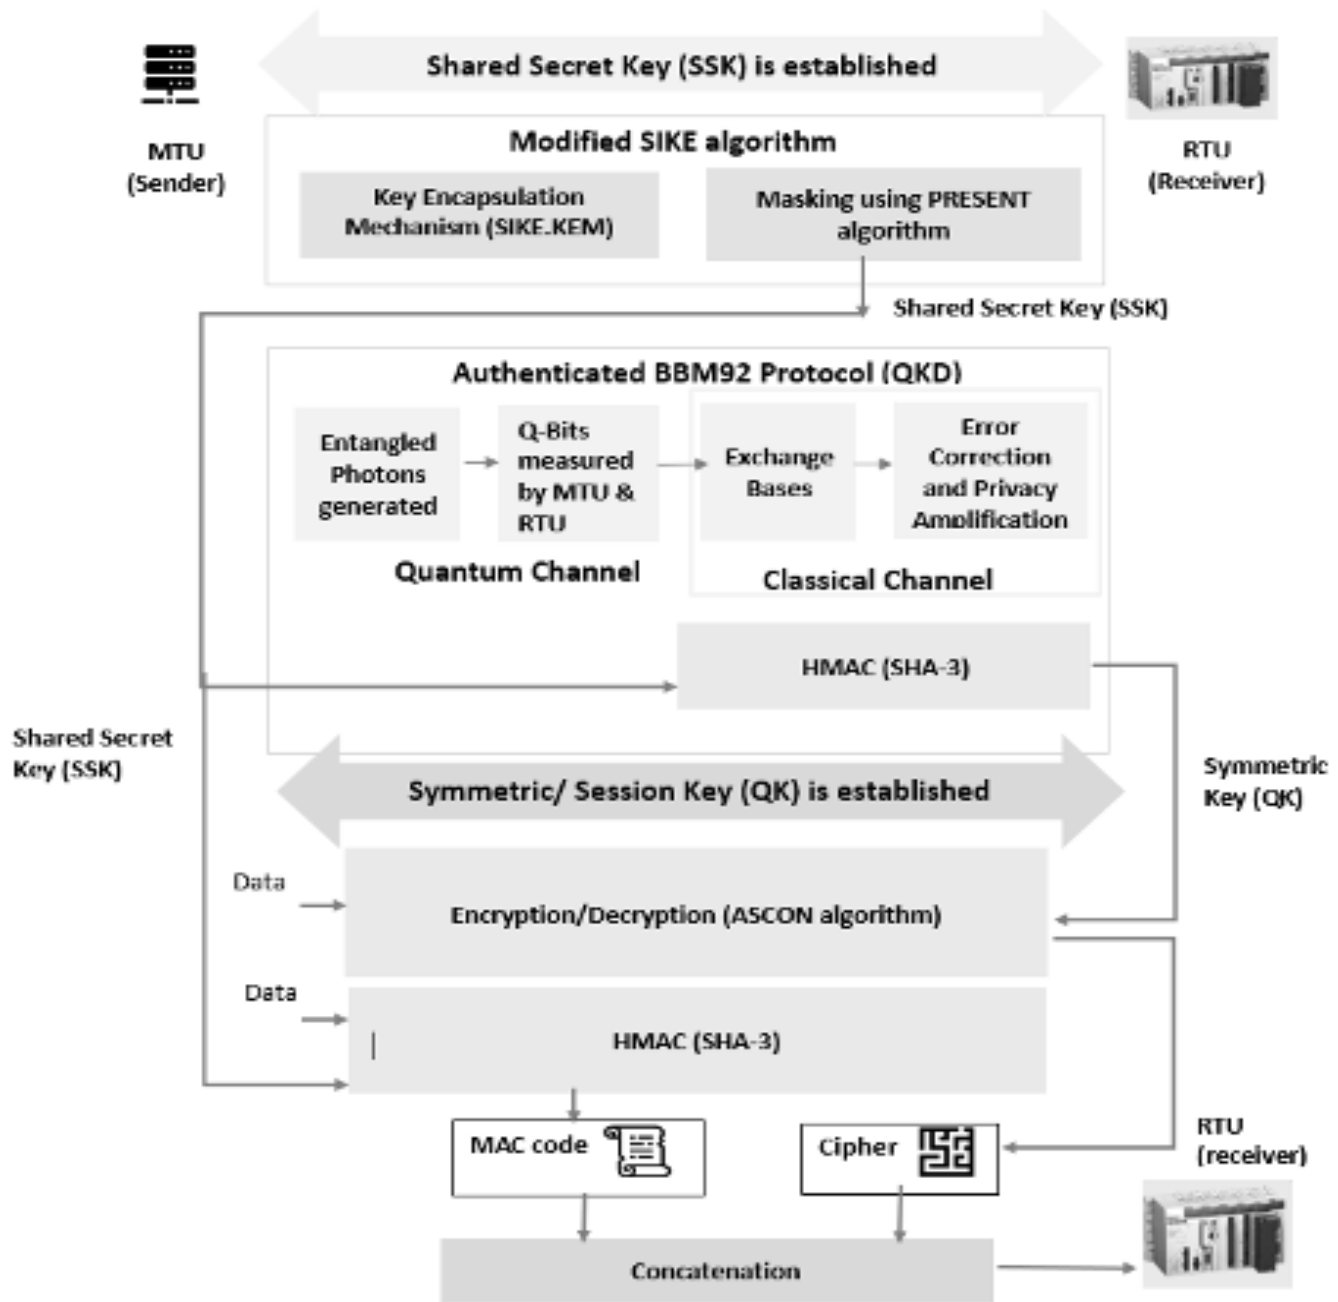 Shared Secret Key (SSK) is established
MTU
(Sender)
RTU
(Receiver)
Modified SIKE algorithm
Key Encapsulation
Mechanism (SIKE.KEM)
Masking using PRESENT
algorithm
Shared Secret Key (SSK)
Authenticated BBM92 Protocol (QKD)
Entangled
Photons
generated
Q-Bits
measured
by MTU &
RTU
Exchange
Bases
Error
Correction
and Privacy
Amplification
Quantum Channel
Classical Channel
HMAC (SHA-3)
Shared Secret
Key (SSK)
Symmetric/ Session Key (QK) is established
Symmetric
Key (QK)
Data
Encryption/Decryption (ASCON algorithm)
Data
HMAC (SHA-3)
MAC code
Cipher
RTU
(receiver)
Concatenation